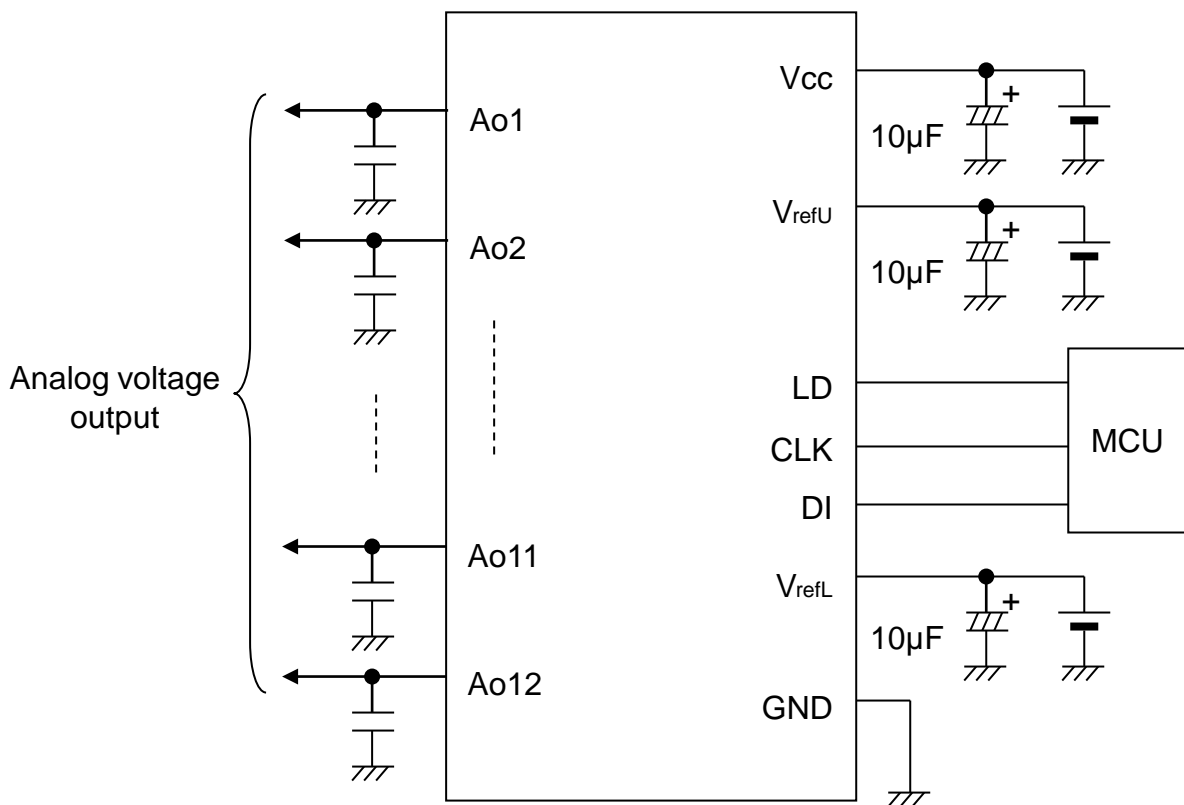 Vcc
+
10µF
Ao1
VrefU
+
10µF
Ao2
Analog voltage
output
LD
CLK
DI
MCU
Ao11
VrefL
+
10µF
Ao12
GND